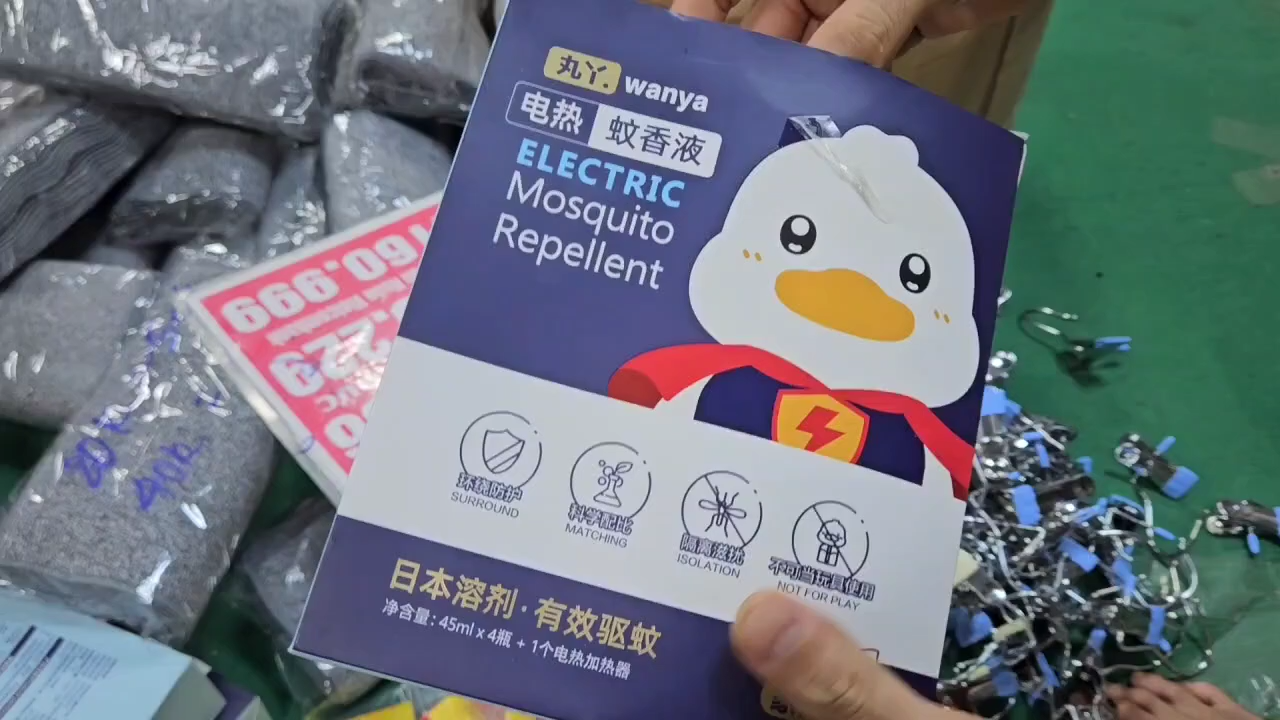 丸丫. wanya
电热 蚊香液
ELECTRIC
Mosquito
Repellent
环绕防护
SURROUND
科学配比
MATCHING
隔离滋扰
ISOLATION
不可当玩具使用
NOT FOR PLAY
日本溶剂·有效驱蚊
净含量: 45ml x 4瓶 + 1个电热加热器
160.999